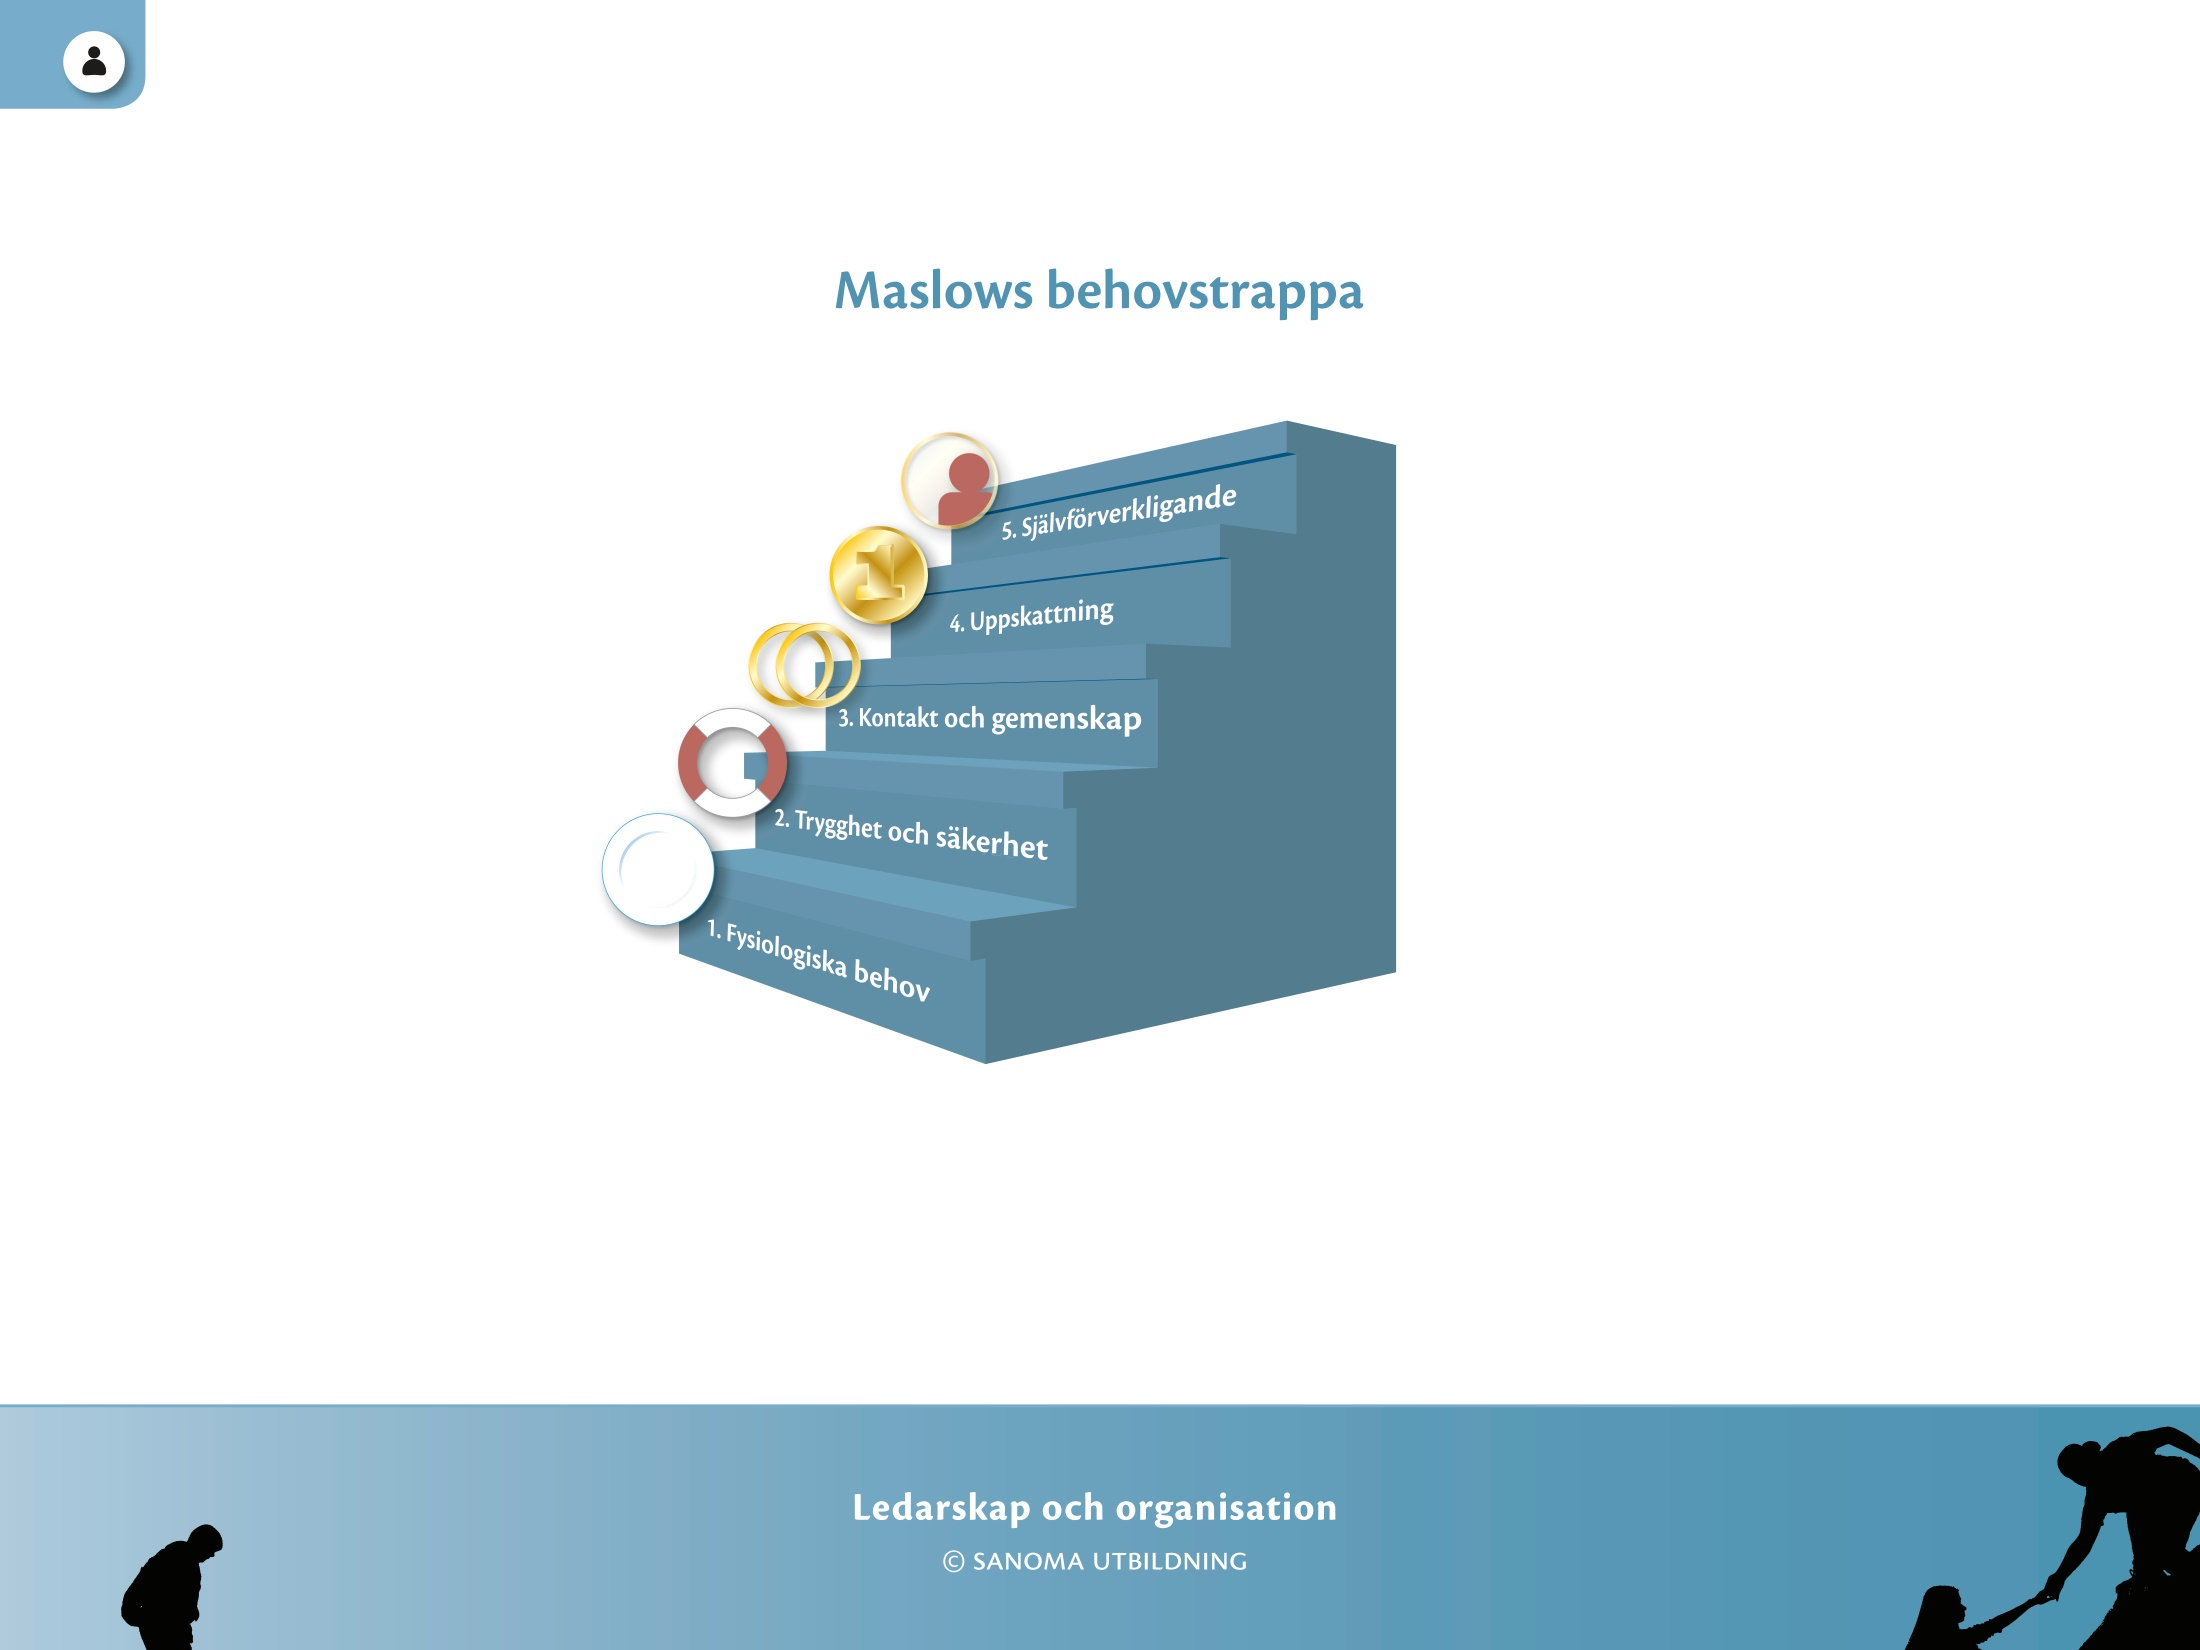 Maslows behovstrappa
5. Självförverkligande
4. Uppskattning
3. Kontakt och gemenskap
2. Trygghet och säkerhet
1. Fysiologiska behov
1
Ledarskap och organisation
© SANOMA UTBILDNING